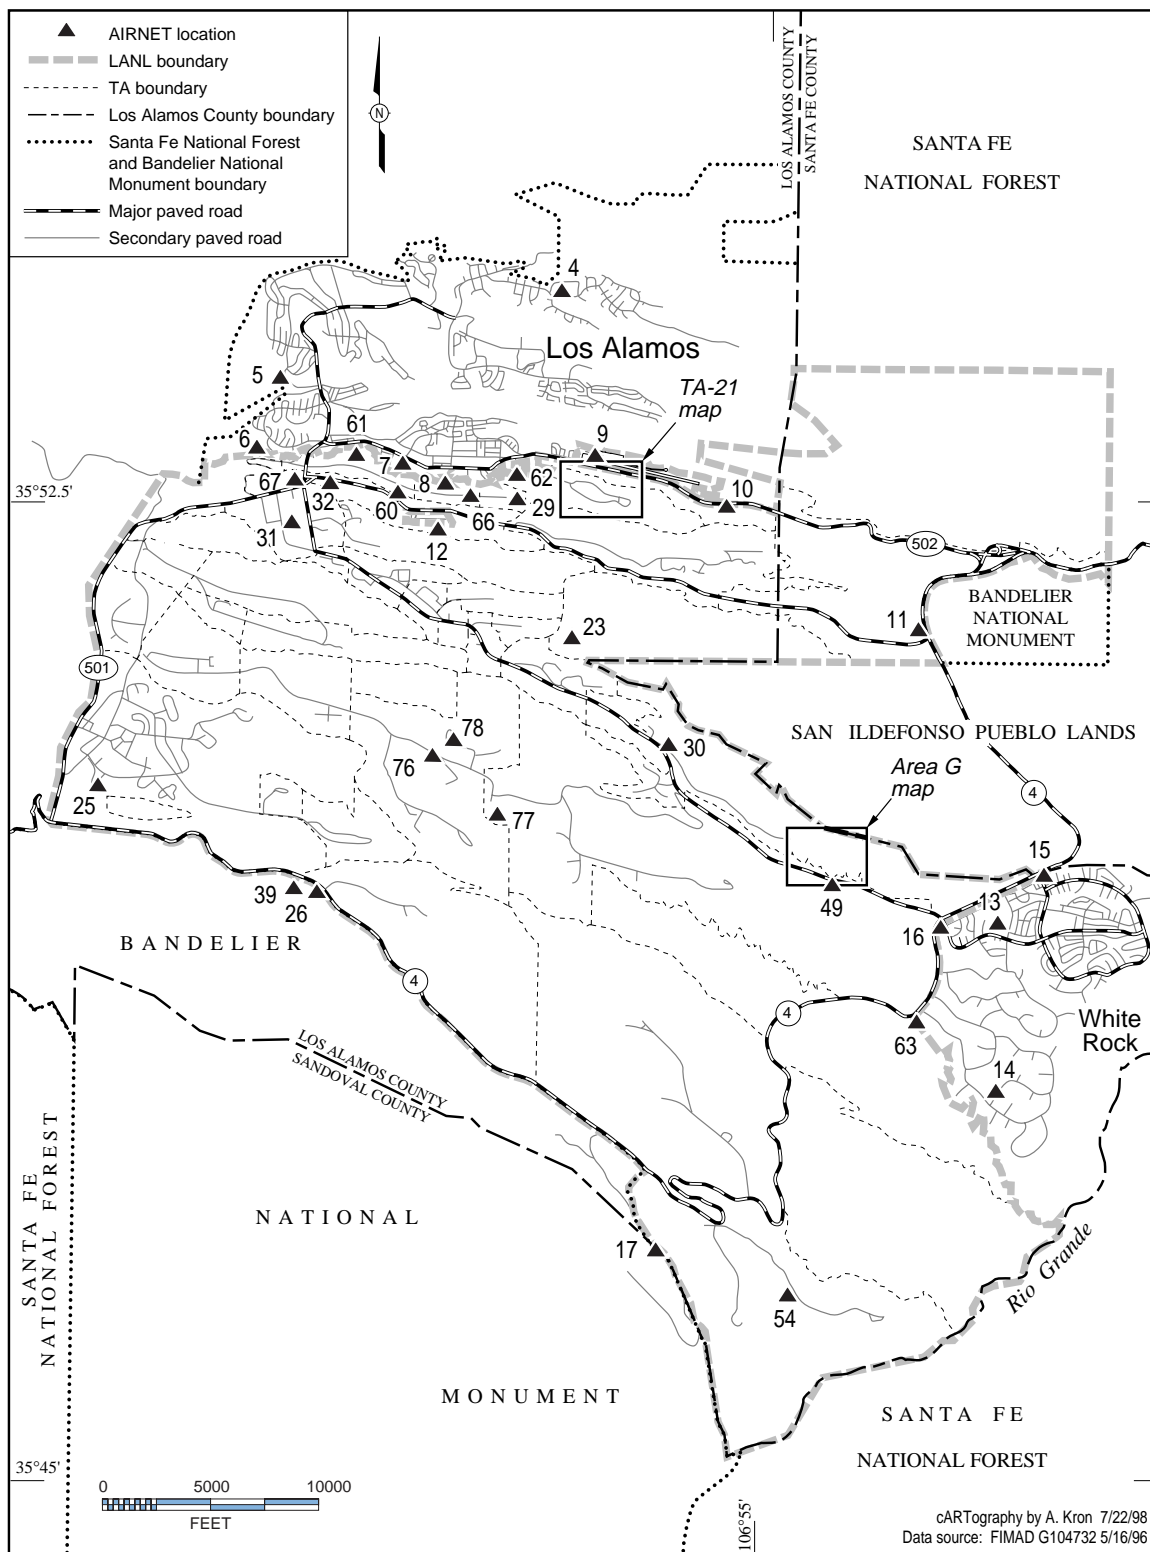 AIRNET location
LANL boundary
TA boundary
Los Alamos County boundary
Santa Fe National Forest
and Bandelier National
Monument boundary
Major paved road
Secondary paved road
N
LOS ALAMOS COUNTY
SANTA FE COUNTY
SANTA FE
NATIONAL FOREST
4
Los Alamos
5
TA-21
map
61
9
6
7
8
62
67
32
60
66
29
10
35°52.5'
31
12
502
BANDELIER
NATIONAL
MONUMENT
11
23
501
SAN ILDEFONSO PUEBLO LANDS
78
30
76
Area G
map
25
77
4
15
39
26
49
13
16
BANDELIER
4
4
White
Rock
63
LOS ALAMOS COUNTY
SANDOVAL COUNTY
14
SANTA FE
NATIONAL FOREST
NATIONAL
17
Rio Grande
54
MONUMENT
SANTA FE
NATIONAL FOREST
35°45'
0 5000 10000
FEET
106°55'
cARTography by A. Kron 7/22/98
Data source: FIMAD G104732 5/16/96